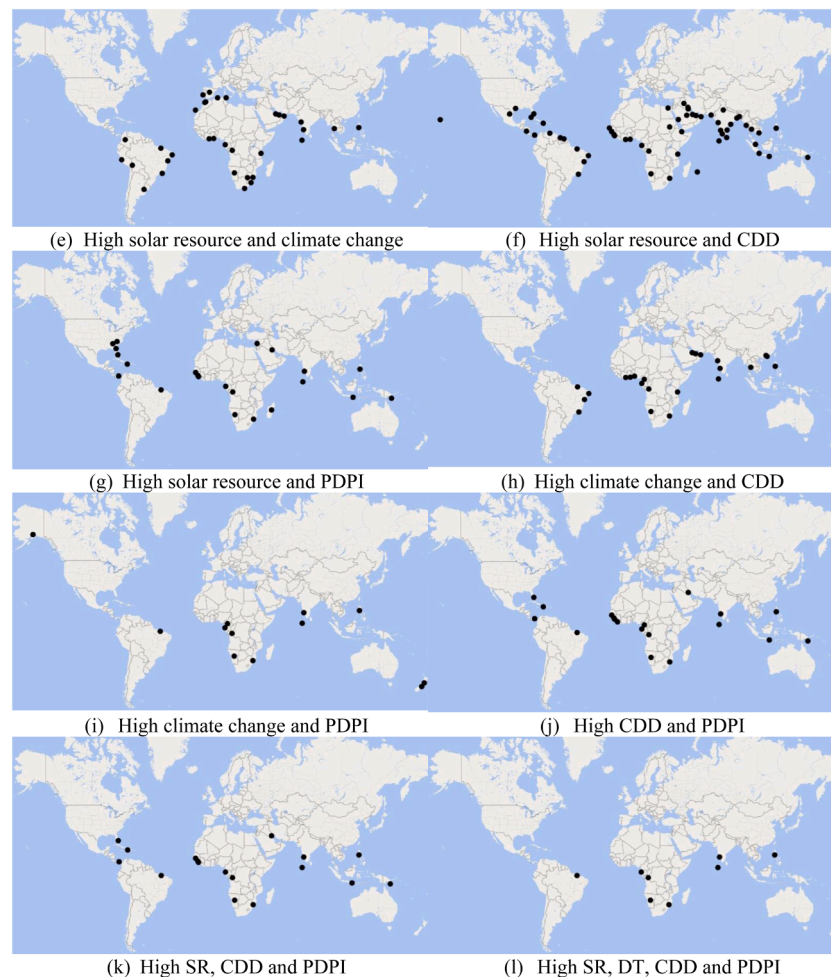 (e) High solar resource and climate change
(f) High solar resource and CDD
(g) High solar resource and PDPI
(h) High climate change and CDD
(i) High climate change and PDPI
(j) High CDD and PDPI
(k) High SR, CDD and PDPI
(l) High SR, DT, CDD and PDPI